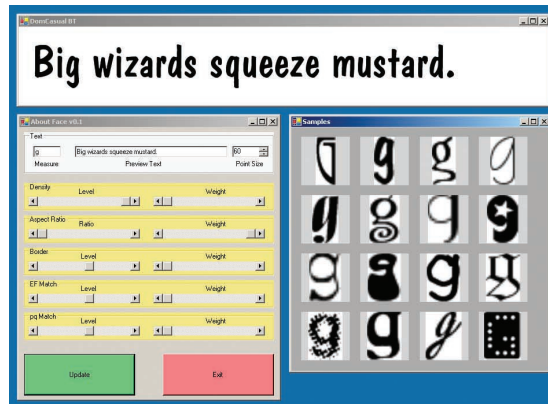 DomCasual BT
Big wizards squeeze mustard.
About Face v0.1
Text
g
Big wizards squeeze mustard.
60
Measure
Preview Text
Point Size
Density
Level
Weight
Aspect Ratio
Ratio
Weight
Border
Level
Weight
EF Match
Level
Weight
pq Match
Level
Weight
Update
Exit
Samples
g g g
g g g 9
g g g g
g g g G